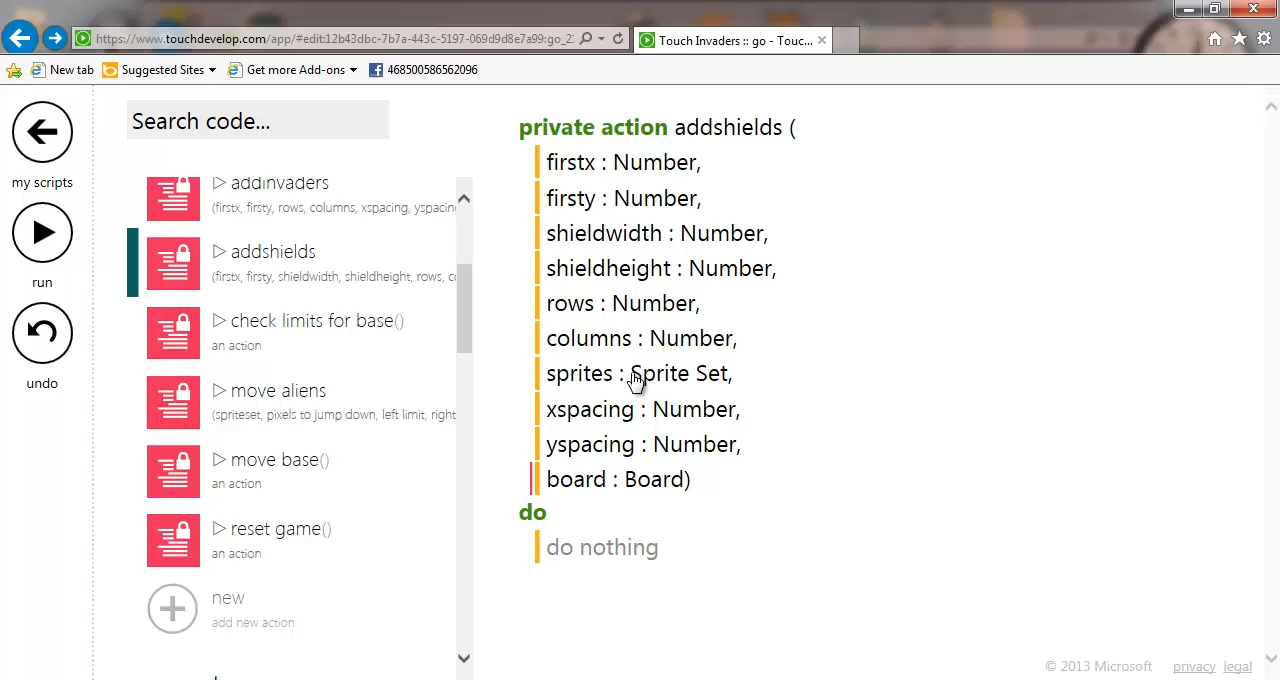 https://www.touchdevelop.com/app/#edit:12b43dbc-7b7a-443c-5197-069d9d8e7a99:go_2
Touch Invaders :: go - Touc...
New tab
Suggested Sites
Get more Add-ons
468500586562096
my scripts
run
undo
Search code...
addinvaders
(firstx, firsty, rows, columns, xspacing, yspacing
addshields
(firstx, firsty, shieldwidth, shieldheight, rows, co
check limits for base()
an action
move aliens
(spriteset, pixels to jump down, left limit, right
move base()
an action
reset game()
an action
new
add new action
private action addshields (
firstx : Number,
firsty : Number,
shieldwidth : Number,
shieldheight : Number,
rows : Number,
columns : Number,
sprites : Sprite Set,
xspacing : Number,
yspacing : Number,
board : Board)
do
do nothing
© 2013 Microsoft privacy legal